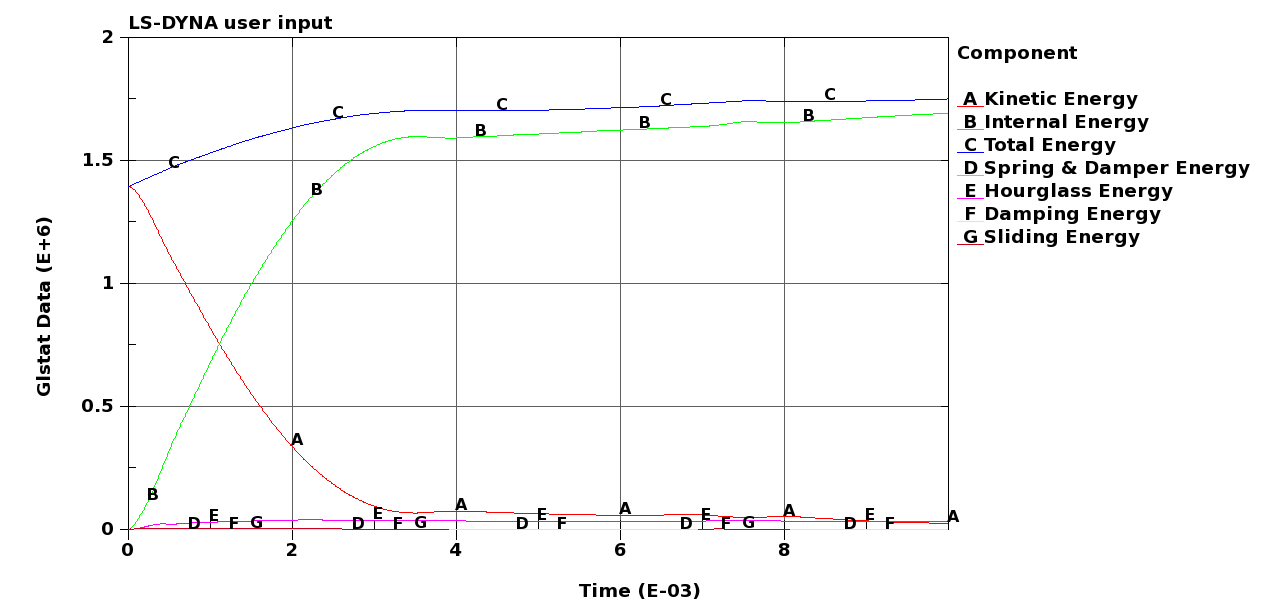 LS-DYNA user input
Glstat Data (E+6)
2
1.5
1
0.5
0
0 2 4 6 8
Time (E-03)
C C C C C
B B B B B
A A A A A A
D E F G D E F G D E F D E F G D E F
Component
A Kinetic Energy
B Internal Energy
C Total Energy
D Spring & Damper Energy
E Hourglass Energy
F Damping Energy
G Sliding Energy